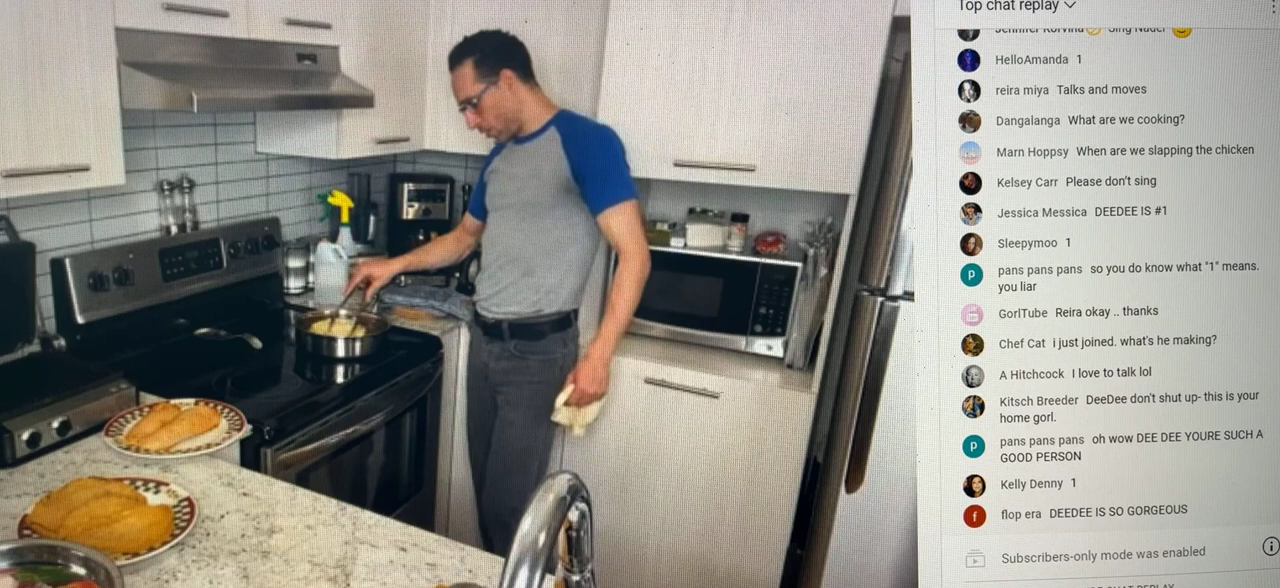 Top chat replay
HelloAmanda 1
reira miya Talks and moves
Dangalanga What are we cooking?
Marn Hoppsy When are we slapping the chicken
Kelsey Carr Please don't sing
Jessica Messica DEEDEE IS #1
Sleepymoo 1
P
pans pans pans so you do know what "1" means.
you liar
GorlTube Reira okay .. thanks
Chef Cat i just joined. what's he making?
A Hitchcock I love to talk lol
Kitsch Breeder DeeDee don't shut up- this is your
home gorl.
P
pans pans pans oh wow DEE DEE YOURE SUCH A
GOOD PERSON
Kelly Denny 1
f
flop era DEEDEE IS SO GORGEOUS
Subscribers-only mode was enabled